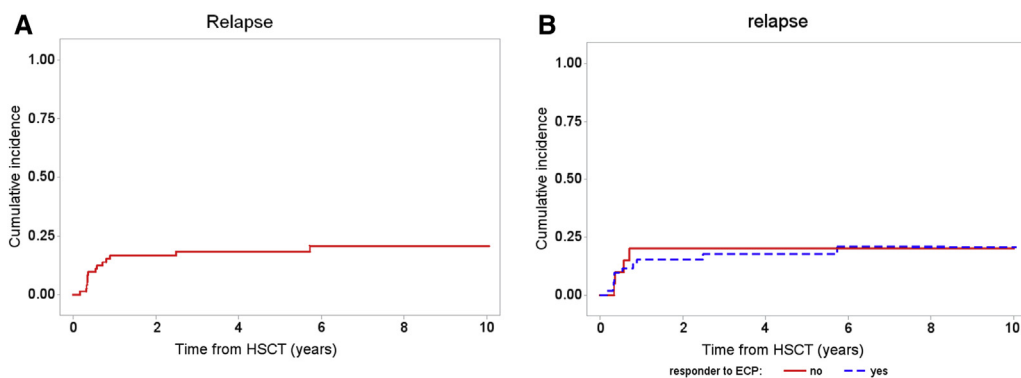 A
Relapse
1.00
0.75
0.50
0.25
0.00
Cumulative incidence
0 2 4 6 8 10
Time from HSCT (years)
B
relapse
1.00
0.75
0.50
0.25
0.00
Cumulative incidence
0 2 4 6 8 10
Time from HSCT (years)
responder to ECP: no yes